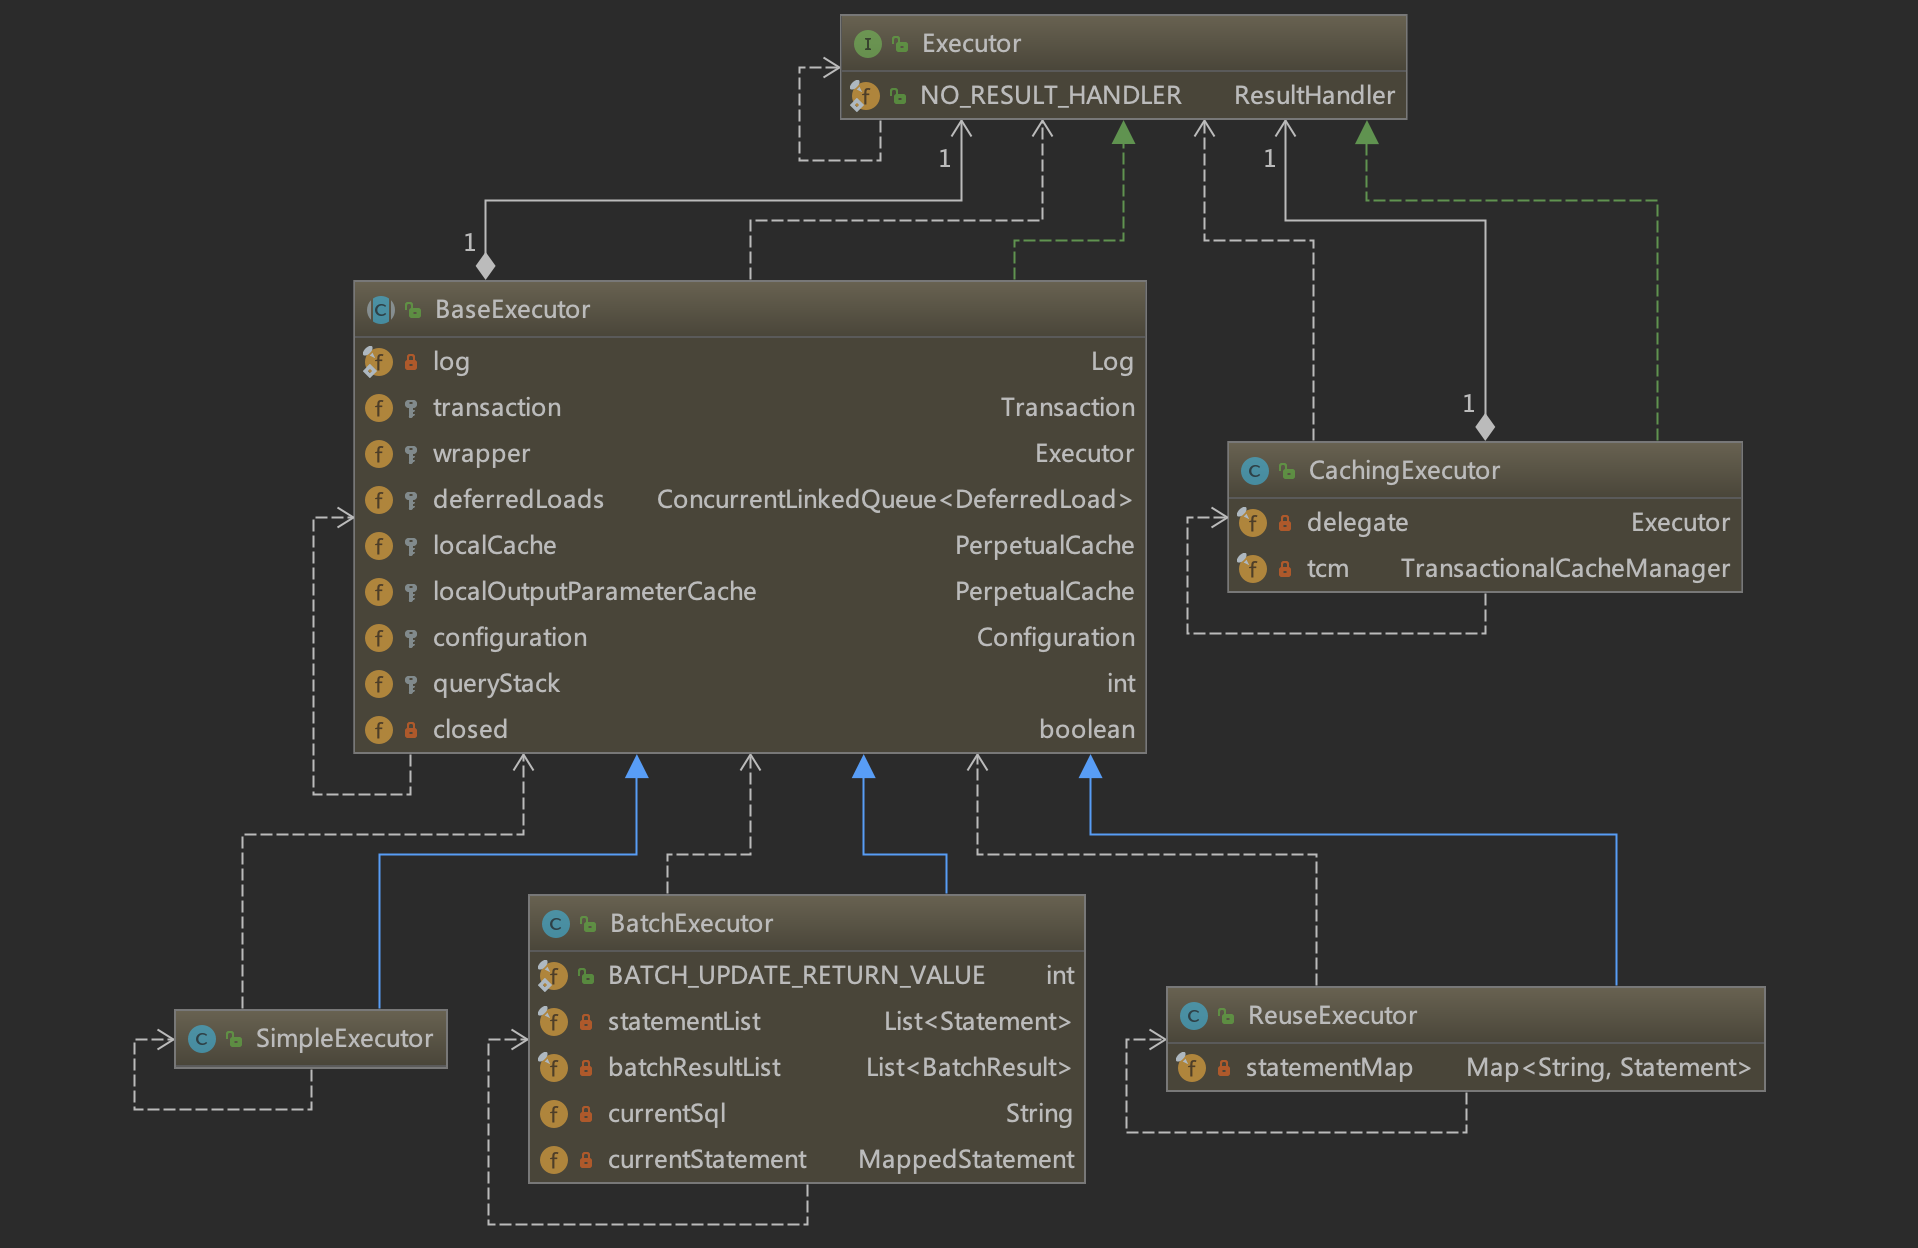 I Executor
f NO_RESULT_HANDLER ResultHandler
1
1
1
C BaseExecutor
f log Log
f transaction Transaction
f wrapper Executor
f deferredLoads ConcurrentLinkedQueue<DeferredLoad>
f localCache PerpetualCache
f localOutputParameterCache PerpetualCache
f configuration Configuration
f queryStack int
f closed boolean
1
C CachingExecutor
f delegate Executor
f tcm TransactionalCacheManager
C SimpleExecutor
C BatchExecutor
f BATCH_UPDATE_RETURN_VALUE int
f statementList List<Statement>
f batchResultList List<BatchResult>
f currentSql String
f currentStatement MappedStatement
C ReuseExecutor
f statementMap Map<String, Statement>